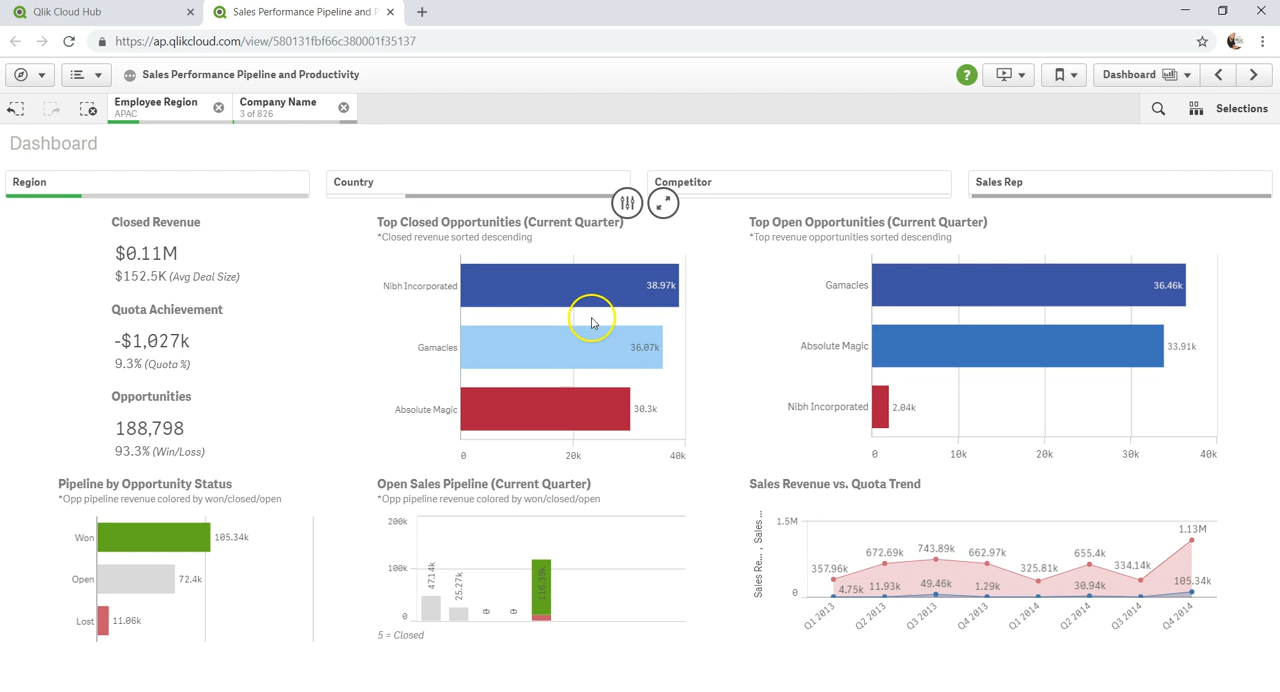 Qlik Cloud Hub
Sales Performance Pipeline and P
https://ap.qlikcloud.com/view/580131fbf66c380001f35137
Sales Performance Pipeline and Productivity
?
Dashboard
Employee Region
APAC
Company Name
3 of 826
Selections
Dashboard
Region
Country
Competitor
Sales Rep
Closed Revenue
$0.11M
$152.5K (Avg Deal Size)
Quota Achievement
-$1,027k
9.3% (Quota %)
Opportunities
188,798
93.3% (Win/Loss)
Top Closed Opportunities (Current Quarter)
*Closed revenue sorted descending
Nibh Incorporated
38.97k
Gamacles
36.07k
Absolute Magic
30.3k
0 20k 40k
Top Open Opportunities (Current Quarter)
*Top revenue opportunities sorted descending
Gamacles
36.46k
Absolute Magic
33.91k
Nibh Incorporated
2.04k
0 10k 20k 30k 40k
Pipeline by Opportunity Status
*Opp pipeline revenue colored by won/closed/open
Won
105.34k
Open
72.4k
Lost
11.06k
Open Sales Pipeline (Current Quarter)
*Opp pipeline revenue colored by won/closed/open
200k
100k
0
47.14k
25.27k
0
0
116.39k
5 = Closed
Sales Revenue vs. Quota Trend
Sales Re... , Sales ...
1.5M
0
357.96k 672.69k 743.89k 662.97k 325.81k 655.4k 334.14k 1.13M
4.75k 11.93k 49.46k 1.29k 30.94k 105.34k
Q1 2013 Q2 2013 Q3 2013 Q4 2013 Q1 2014 Q2 2014 Q3 2014 Q4 2014